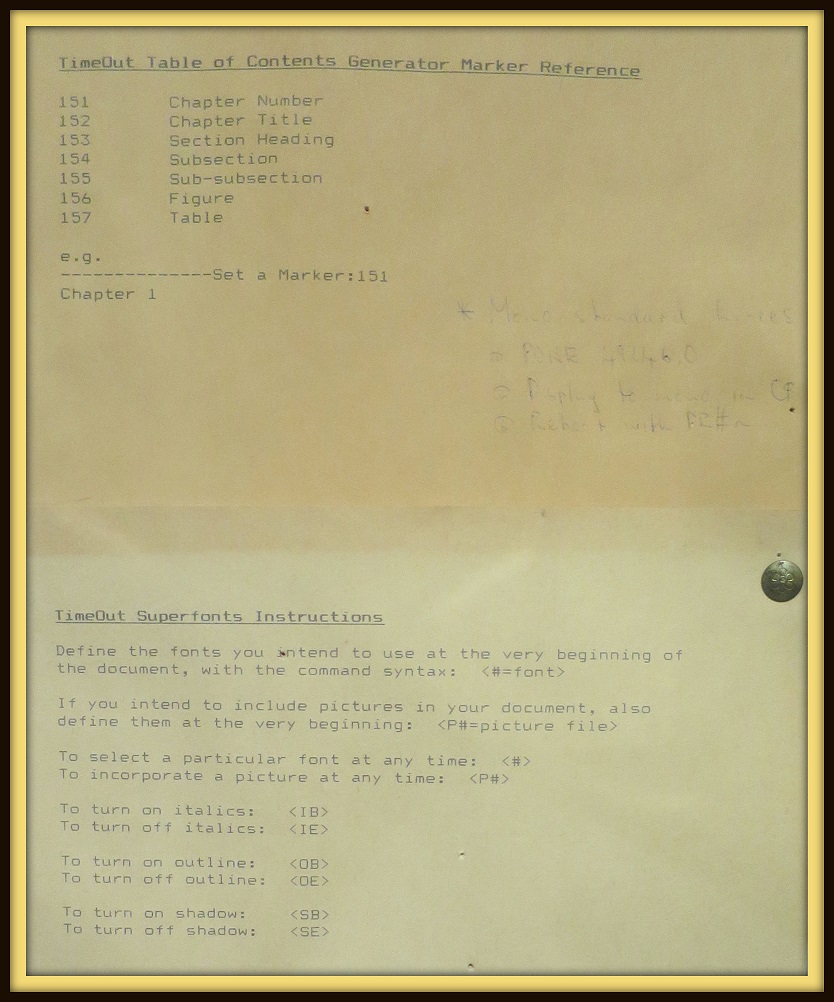 TimeOut Table of Contents Generator Marker Reference
151 Chapter Number
152 Chapter Title
153 Section Heading
154 Subsection
155 Sub-subsection
156 Figure
157 Table
e.g.
--------------Set a Marker:151
Chapter 1
*
to
with
TimeOut Superfonts Instructions
Define the fonts you intend to use at the very beginning of
the document, with the command syntax: <#=font>
If you intend to include pictures in your document, also
define them at the very beginning: <P#=picture file>
To select a particular font at any time: <#>
To incorporate a picture at any time: <P#>
To turn on italics: <IB>
To turn off italics: <IE>
To turn on outline: <OB>
To turn off outline: <OE>
To turn on shadow: <SB>
To turn off shadow: <SE>